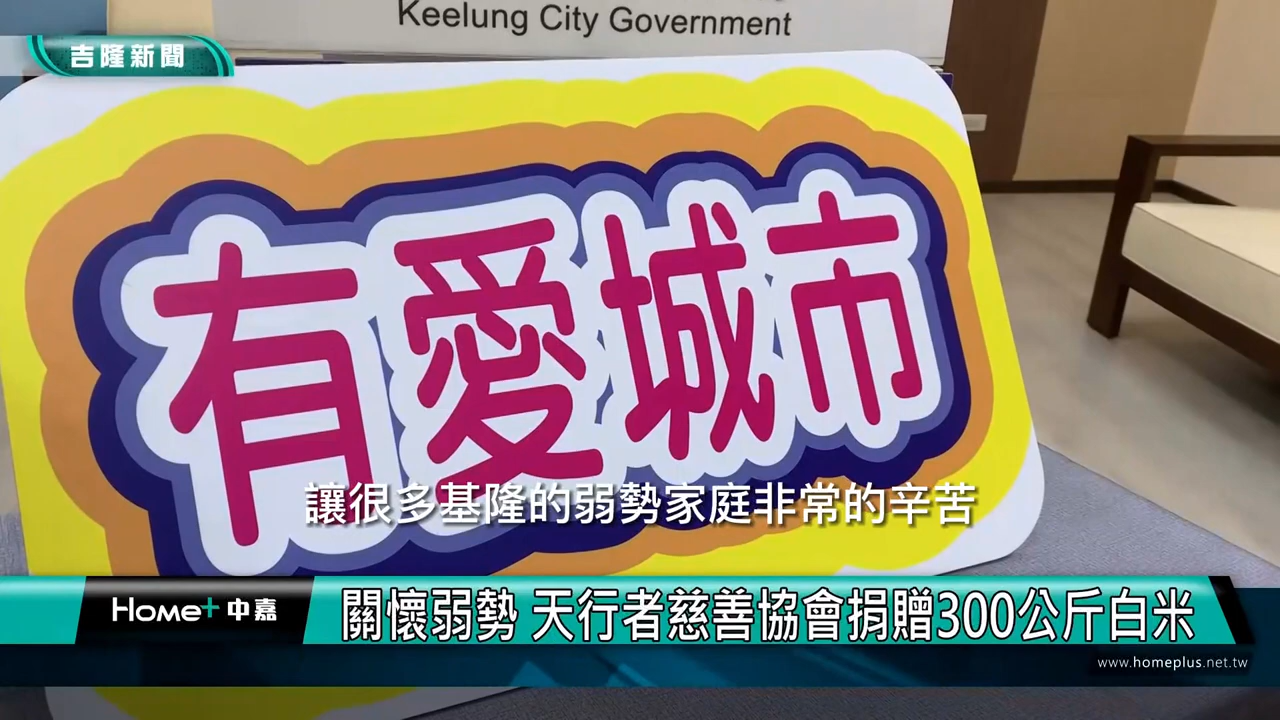 Keelung City Government
吉隆新聞
有愛城市
讓很多基隆的弱勢家庭非常的辛苦
Home+中嘉
關懷弱勢 天行者慈善協會捐贈300公斤白米
www.homeplus.net.tw